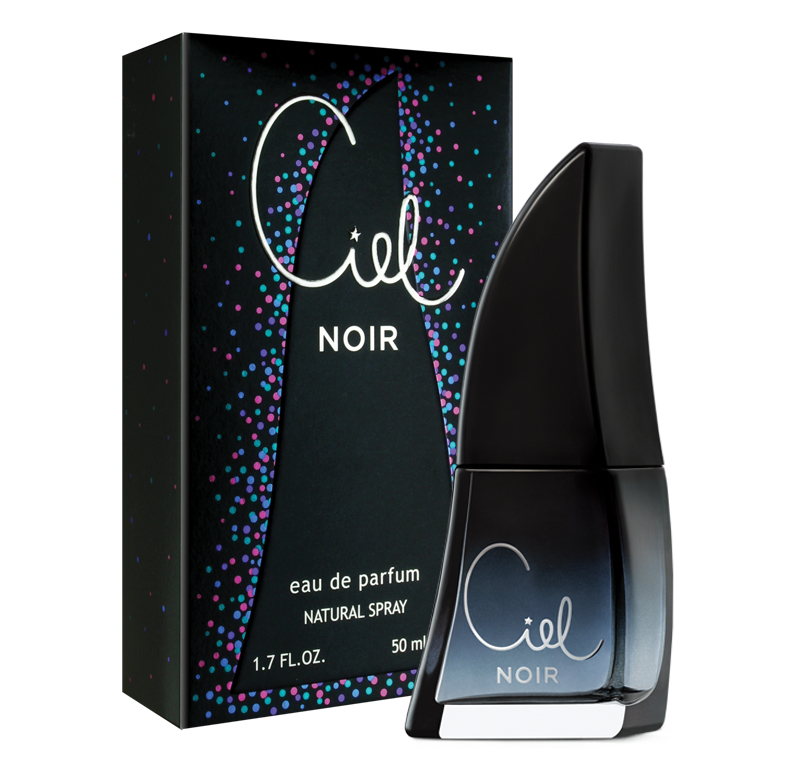 Ciel
NOIR
eau de parfum
NATURAL SPRAY
1.7 FL.OZ.
50 ml
Ciel
NOIR